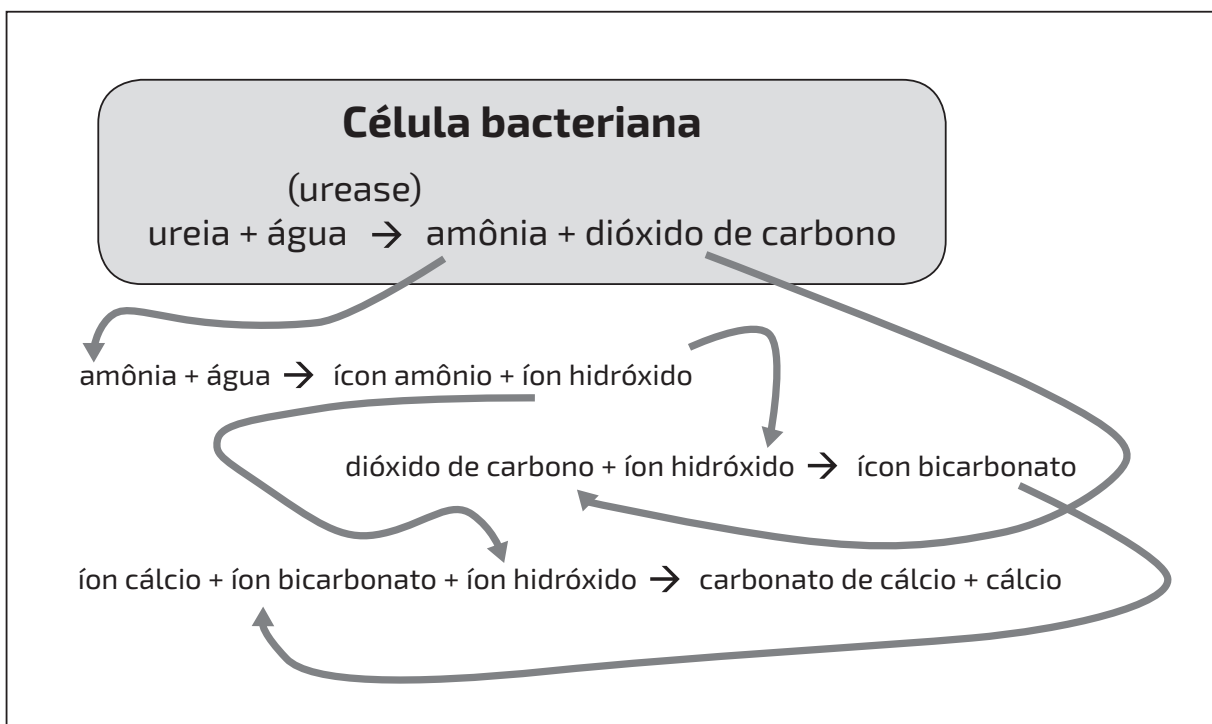 Célula bacteriana
(urease)
ureia + água → amônia + dióxido de carbono
amônia + água → ícon amônio + íon hidróxido
dióxido de carbono + íon hidróxido → ícon bicarbonato
íon cálcio + íon bicarbonato + íon hidróxido → carbonato de cálcio + cálcio